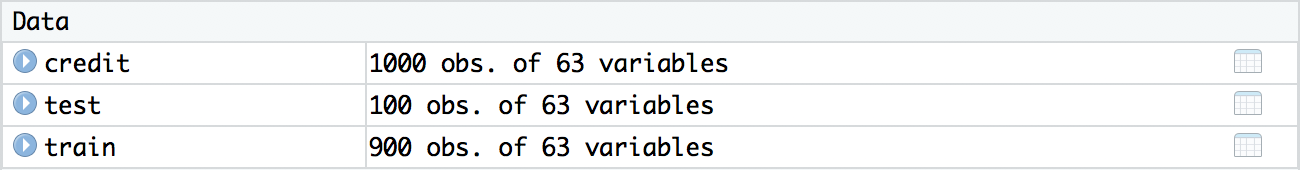 Data
credit 1000 obs. of 63 variables
test 100 obs. of 63 variables
train 900 obs. of 63 variables